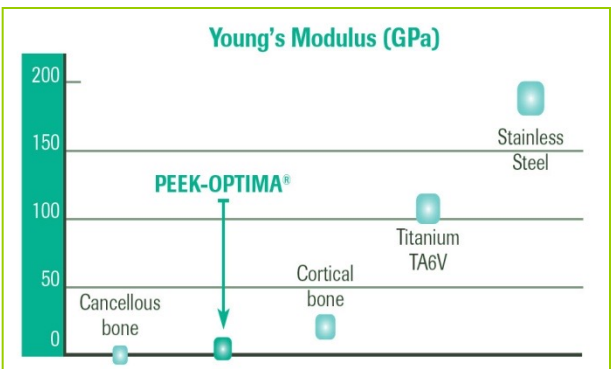 Young's Modulus (GPa)
200
150
Stainless
Steel
PEEK-OPTIMA®
100
Titanium
TA6V
50
Cortical
bone
Cancellous
bone
0